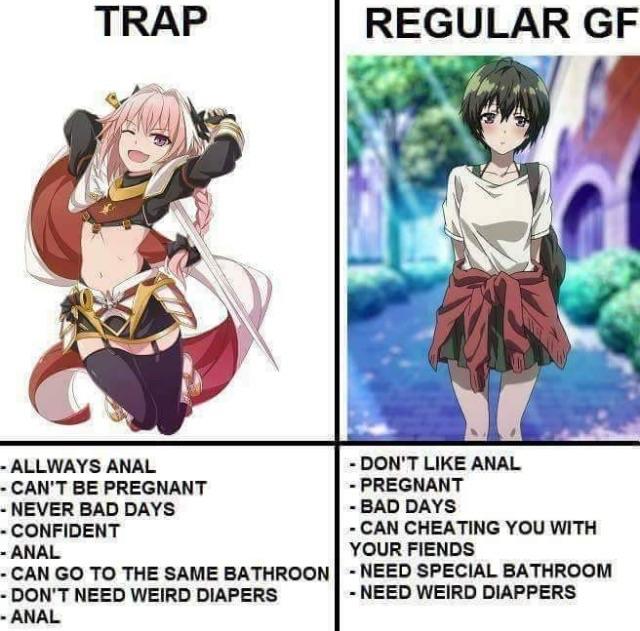 TRAP
- ALLWAYS ANAL
- CAN'T BE PREGNANT
- NEVER BAD DAYS
- CONFIDENT
- ANAL
- CAN GO TO THE SAME BATHROON
- DON'T NEED WEIRD DIAPERS
- ANAL
REGULAR GF
- DON'T LIKE ANAL
- PREGNANT
- BAD DAYS
- CAN CHEATING YOU WITH
YOUR FIENDS
- NEED SPECIAL BATHROOM
- NEED WEIRD DIAPPERS